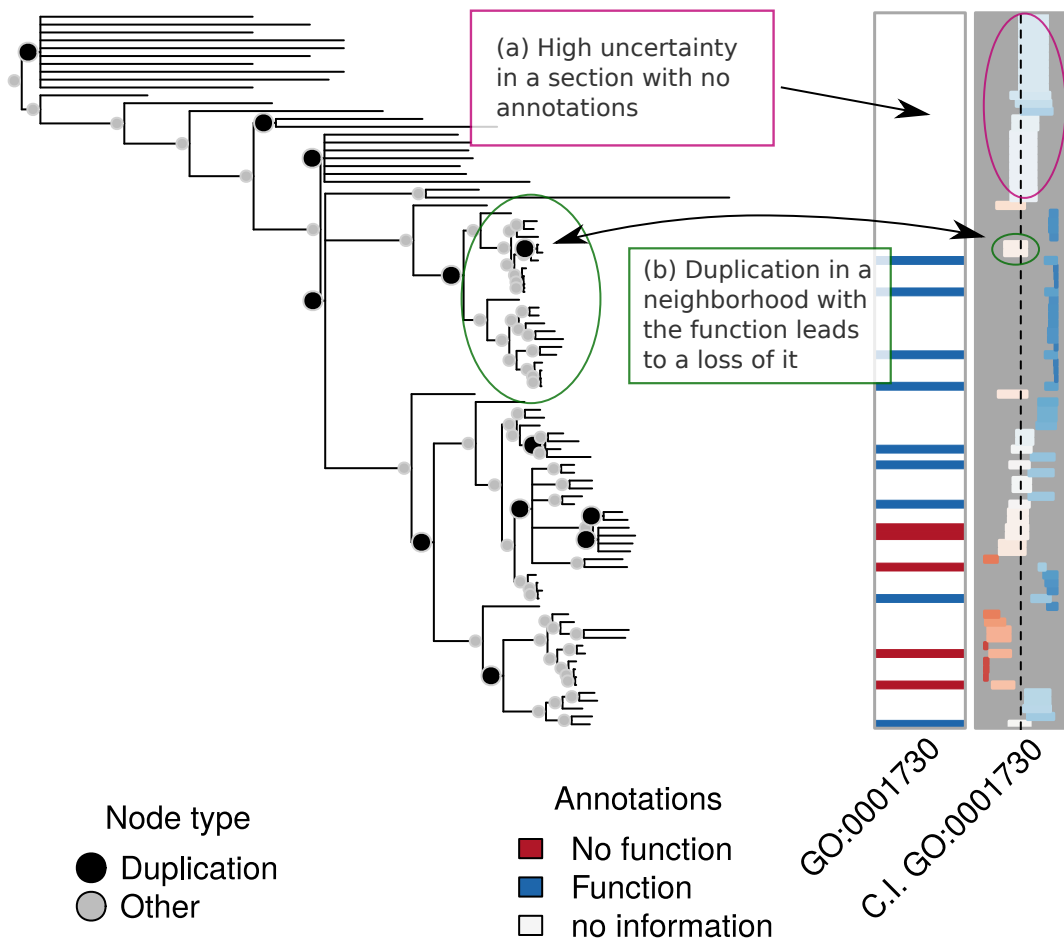 (a) High uncertainty
in a section with no
annotations
(b) Duplication in a
neighborhood with
the function leads
to a loss of it
GO:0001730
C.I. GO:0001730
Node type
Duplication
Other
Annotations
No function
Function
no information